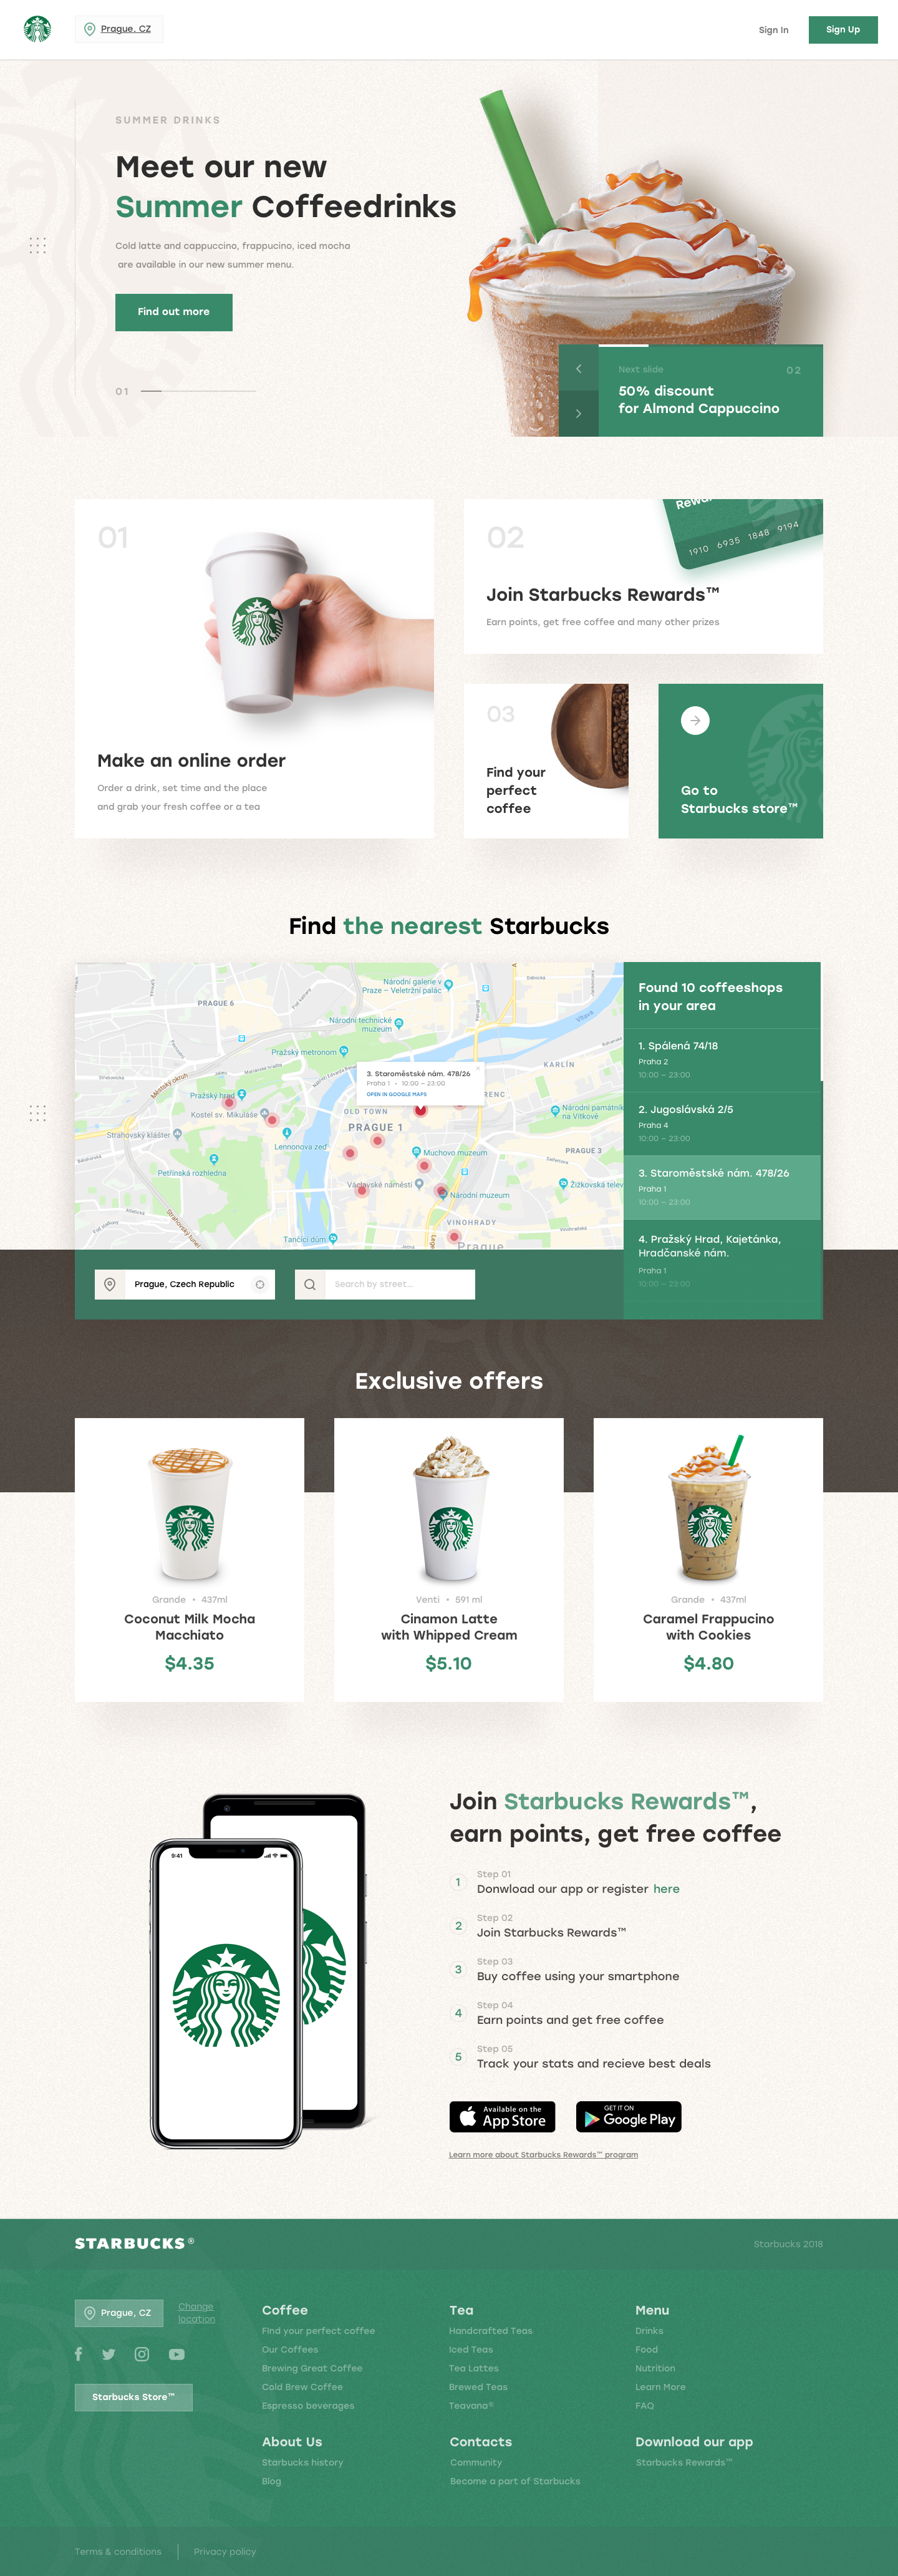 Prague, CZ
Sign In
Sign Up
SUMMER DRINKS
Meet our new
Summer Coffeedrinks
Cold latte and cappuccino, frappucino, iced mocha
are available in our new summer menu.
Find out more
01
Next slide
02
50% discount
for Almond Cappuccino
01
Make an online order
Order a drink, set time and the place
and grab your fresh coffee or a tea
02
1910 6935 1848 9194
Join Starbucks Rewards™
Earn points, get free coffee and many other prizes
03
Find your
perfect
coffee
Go to
Starbucks store™
Find the nearest Starbucks
Národní galerie v
Praze – Veletržní palác
PRAGUE 6
Národní technické
muzeum
Vltava
Pražský metronom
KARLÍN
Městský okruh
Pražský hrad
Kostel sv. Mikuláše
OLD TOWN
PRAGUE 1
Národní památník
na Vítkově
Strahovský klášter
Lennonova zeď
Muchovo muzeum
PRAGUE 3
Petřínská rozhledna
Václavské náměstí
Národní muzeum
Žižkovská telev
VINOHRADY
Tančící dům
Prague
3. Staroměstské nám. 478/26
Praha 1 • 10:00 – 23:00
OPEN IN GOOGLE MAPS
Found 10 coffeeshops
in your area
1. Spálená 74/18
Praha 2
10:00 – 23:00
2. Jugoslávská 2/5
Praha 4
10:00 – 23:00
3. Staroměstské nám. 478/26
Praha 1
10:00 – 23:00
4. Pražský Hrad, Kajetánka,
Hradčanské nám.
Praha 1
10:00 – 23:00
Prague, Czech Republic
Search by street...
Exclusive offers
Grande • 437ml
Coconut Milk Mocha
Macchiato
$4.35
Venti • 591 ml
Cinamon Latte
with Whipped Cream
$5.10
Grande • 437ml
Caramel Frappucino
with Cookies
$4.80
9:41
Join Starbucks Rewards™,
earn points, get free coffee
1
Step 01
Donwload our app or register here
2
Step 02
Join Starbucks Rewards™
3
Step 03
Buy coffee using your smartphone
4
Step 04
Earn points and get free coffee
5
Step 05
Track your stats and recieve best deals
Available on the
App Store
GET IT ON
Google Play
Learn more about Starbucks Rewards™ program
STARBUCKS®
Starbucks 2018
Prague, CZ
Change
location
Starbucks Store™
Coffee
FInd your perfect coffee
Our Coffees
Brewing Great Coffee
Cold Brew Coffee
Espresso beverages
Tea
Handcrafted Teas
Iced Teas
Tea Lattes
Brewed Teas
Teavana®
Menu
Drinks
Food
Nutrition
Learn More
FAQ
About Us
Starbucks history
Blog
Contacts
Community
Became a part of Starbucks
Download our app
Starbucks Rewards™
Terms & conditions
Privacy policy